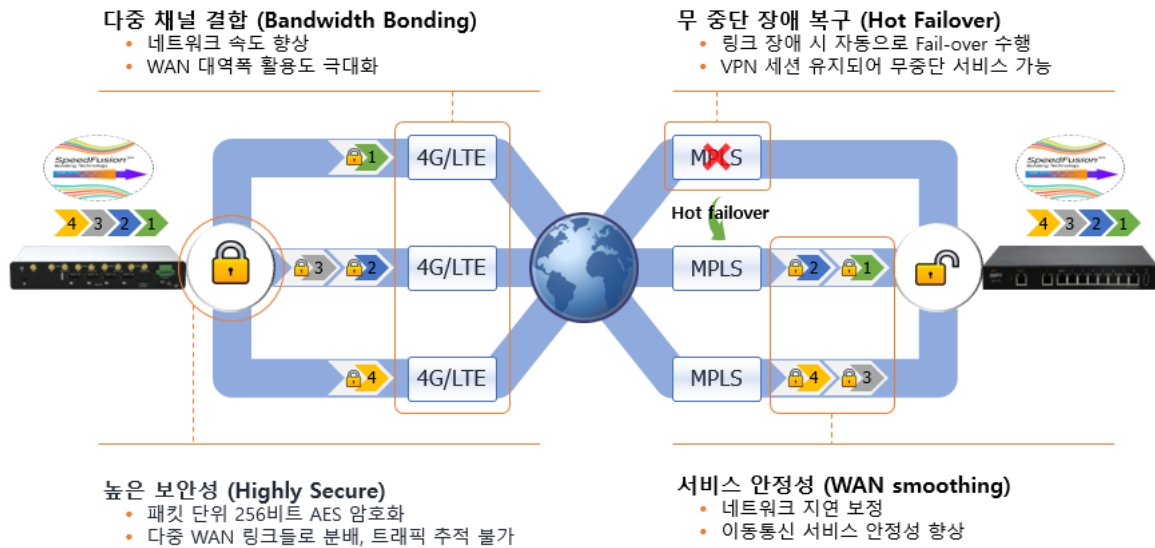 다중 채널 결합 (Bandwidth Bonding)
• 네트워크 속도 향상
• WAN 대역폭 활용도 극대화
무 중단 장애 복구 (Hot Failover)
• 링크 장애 시 자동으로 Fail-over 수행
• VPN 세션 유지되어 무중단 서비스 가능
SpeedFusion™
Bonding Technology
4 3 2 1
1
4G/LTE
3 2
4G/LTE
4
4G/LTE
MPLS
Hot failover
MPLS
2 1
MPLS
4 3
SpeedFusion™
Bonding Technology
4 3 2 1
높은 보안성 (Highly Secure)
• 패킷 단위 256비트 AES 암호화
• 다중 WAN 링크들로 분배, 트래픽 추적 불가
서비스 안정성 (WAN smoothing)
• 네트워크 지연 보정
• 이동통신 서비스 안정성 향상